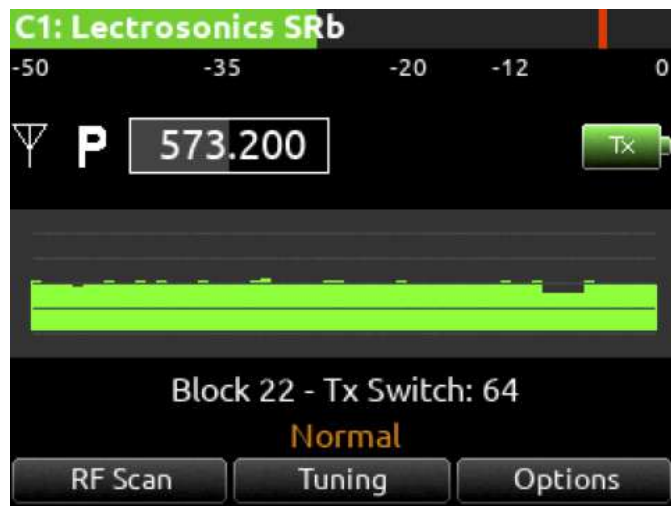 C1: Lectrosonics SRb
-50 -35 -20 -12 0
P 573.200 Tx
Block 22 - Tx Switch: 64
Normal
RF Scan Tuning Options